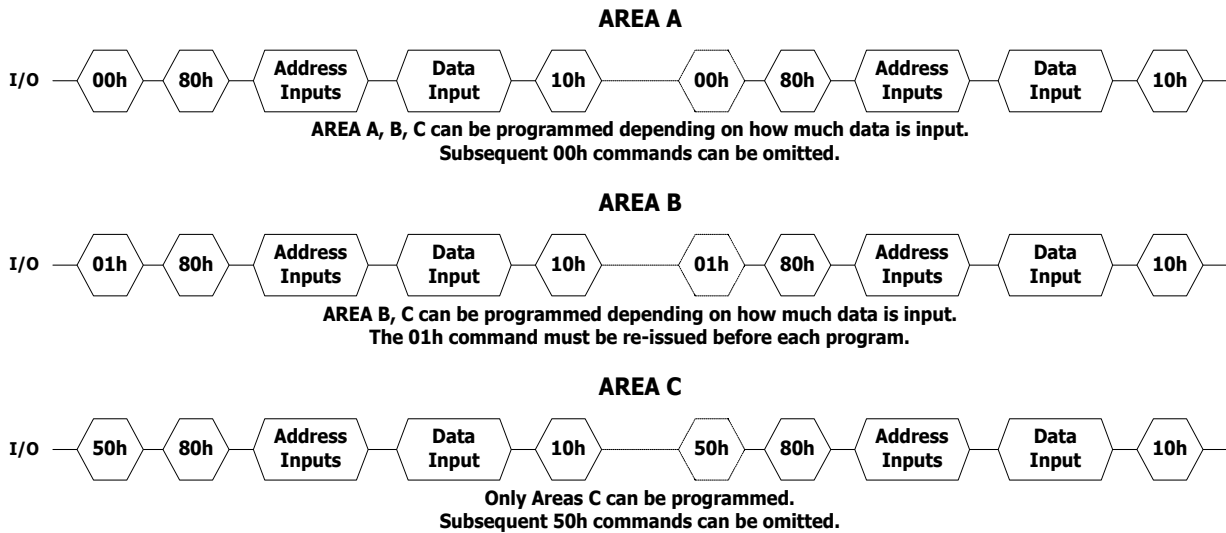 AREA A
I/O 00h 80h Address Inputs Data Input 10h 00h 80h Address Inputs Data Input 10h
AREA A, B, C can be programmed depending on how much data is input.
Subsequent 00h commands can be omitted.
AREA B
I/O 01h 80h Address Inputs Data Input 10h 01h 80h Address Inputs Data Input 10h
AREA B, C can be programmed depending on how much data is input.
The 01h command must be re-issued before each program.
AREA C
I/O 50h 80h Address Inputs Data Input 10h 50h 80h Address Inputs Data Input 10h
Only Areas C can be programmed.
Subsequent 50h commands can be omitted.